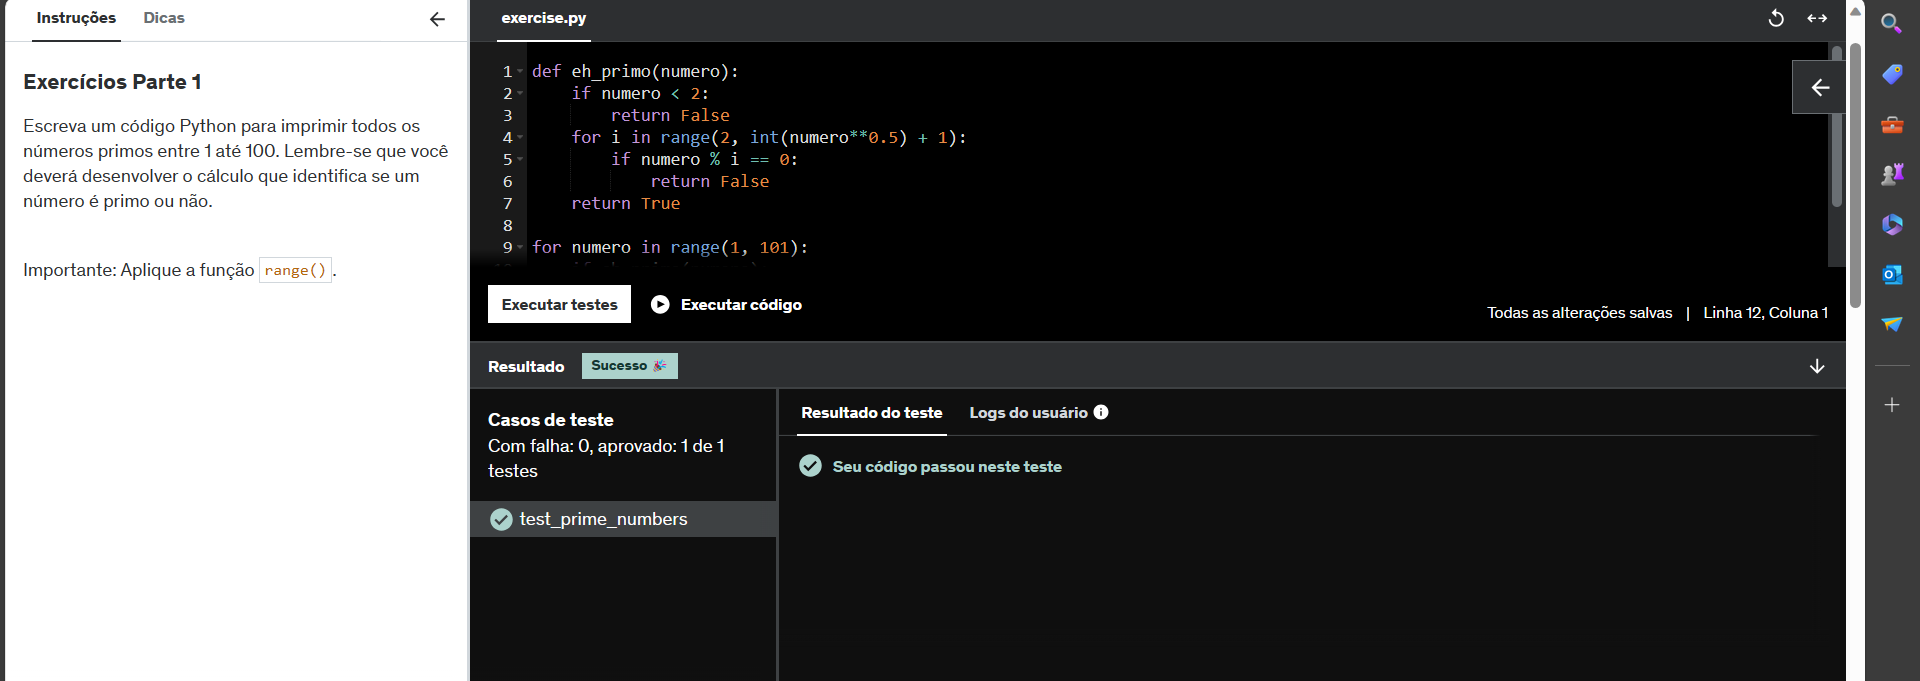 Instruções Dicas
Exercícios Parte 1
Escreva um código Python para imprimir todos os
números primos entre 1 até 100. Lembre-se que você
deverá desenvolver o cálculo que identifica se um
número é primo ou não.
Importante: Aplique a função range().
exercise.py
1 def eh_primo(numero):
2     if numero < 2:
3         return False
4     for i in range(2, int(numero**0.5) + 1):
5         if numero % i == 0:
6             return False
7     return True
8
9 for numero in range(1, 101):
Executar testes Executar código
Todas as alterações salvas | Linha 12, Coluna 1
Resultado Sucesso 🎉
Casos de teste
Com falha: 0, aprovado: 1 de 1
testes
test_prime_numbers
Resultado do teste Logs do usuário
Seu código passou neste teste